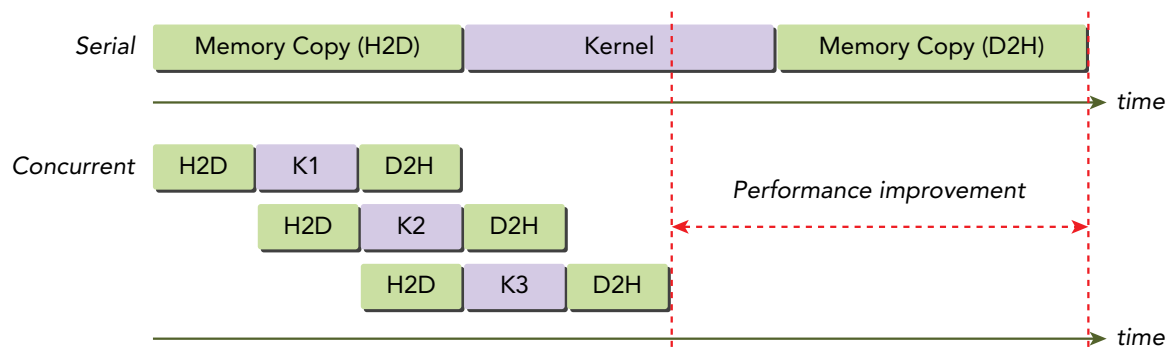 Serial Memory Copy (H2D) Kernel Memory Copy (D2H)
time
Concurrent H2D K1 D2H
Performance improvement
H2D K2 D2H
H2D K3 D2H
time